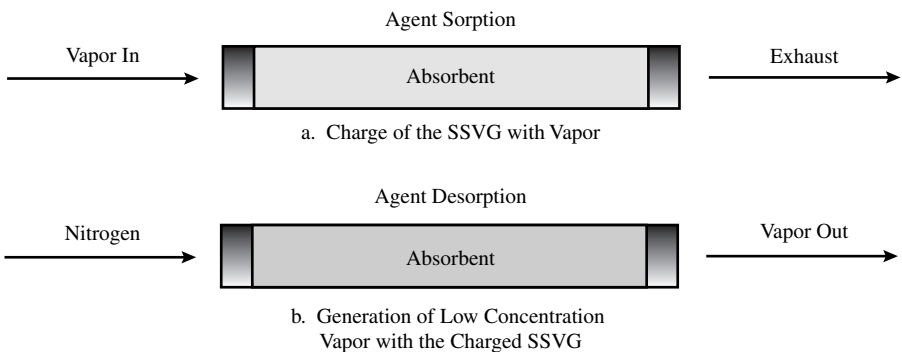 Agent Sorption
Vapor In
Absorbent
Exhaust
a. Charge of the SSVG with Vapor
Agent Desorption
Nitrogen
Absorbent
Vapor Out
b. Generation of Low Concentration
Vapor with the Charged SSVG